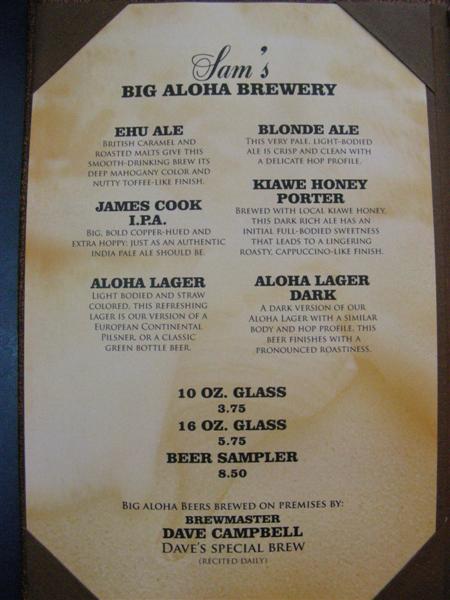 Sam's
BIG ALOHA BREWERY
EHU ALE
BRITISH CARAMEL AND
ROASTED MALTS GIVE THIS
SMOOTH-DRINKING BREW ITS
DEEP MAHOGANY COLOR AND
NUTTY TOFFEE-LIKE FINISH.
JAMES COOK
I.P.A.
BIG, BOLD COPPER-HUED AND
EXTRA HOPPY; JUST AS AN AUTHENTIC
INDIA PALE ALE SHOULD BE.
ALOHA LAGER
LIGHT BODIED AND STRAW
COLORED, THIS REFRESHING
LAGER IS OUR VERSION OF A
EUROPEAN CONTINENTAL
PILSNER, OR A CLASSIC
GREEN BOTTLE BEER.
BLONDE ALE
THIS VERY PALE, LIGHT-BODIED
ALE IS CRISP AND CLEAN WITH
A DELICATE HOP PROFILE.
KIAWE HONEY
PORTER
BREWED WITH LOCAL KIAWE HONEY,
THIS DARK RICH ALE HAS AN
INITIAL FULL-BODIED SWEETNESS
THAT LEADS TO A LINGERING
ROASTY, CAPPUCCINO-LIKE FINISH.
ALOHA LAGER
DARK
A DARK VERSION OF OUR
ALOHA LAGER WITH A SIMILAR
BODY AND HOP PROFILE, THIS
BEER FINISHES WITH A
PRONOUNCED ROASTINESS.
10 OZ. GLASS
3.75
16 OZ. GLASS
5.75
BEER SAMPLER
8.50
BIG ALOHA BEERS BREWED ON PREMISES BY:
BREWMASTER
DAVE CAMPBELL
DAVE'S SPECIAL BREW
(RECITED DAILY)